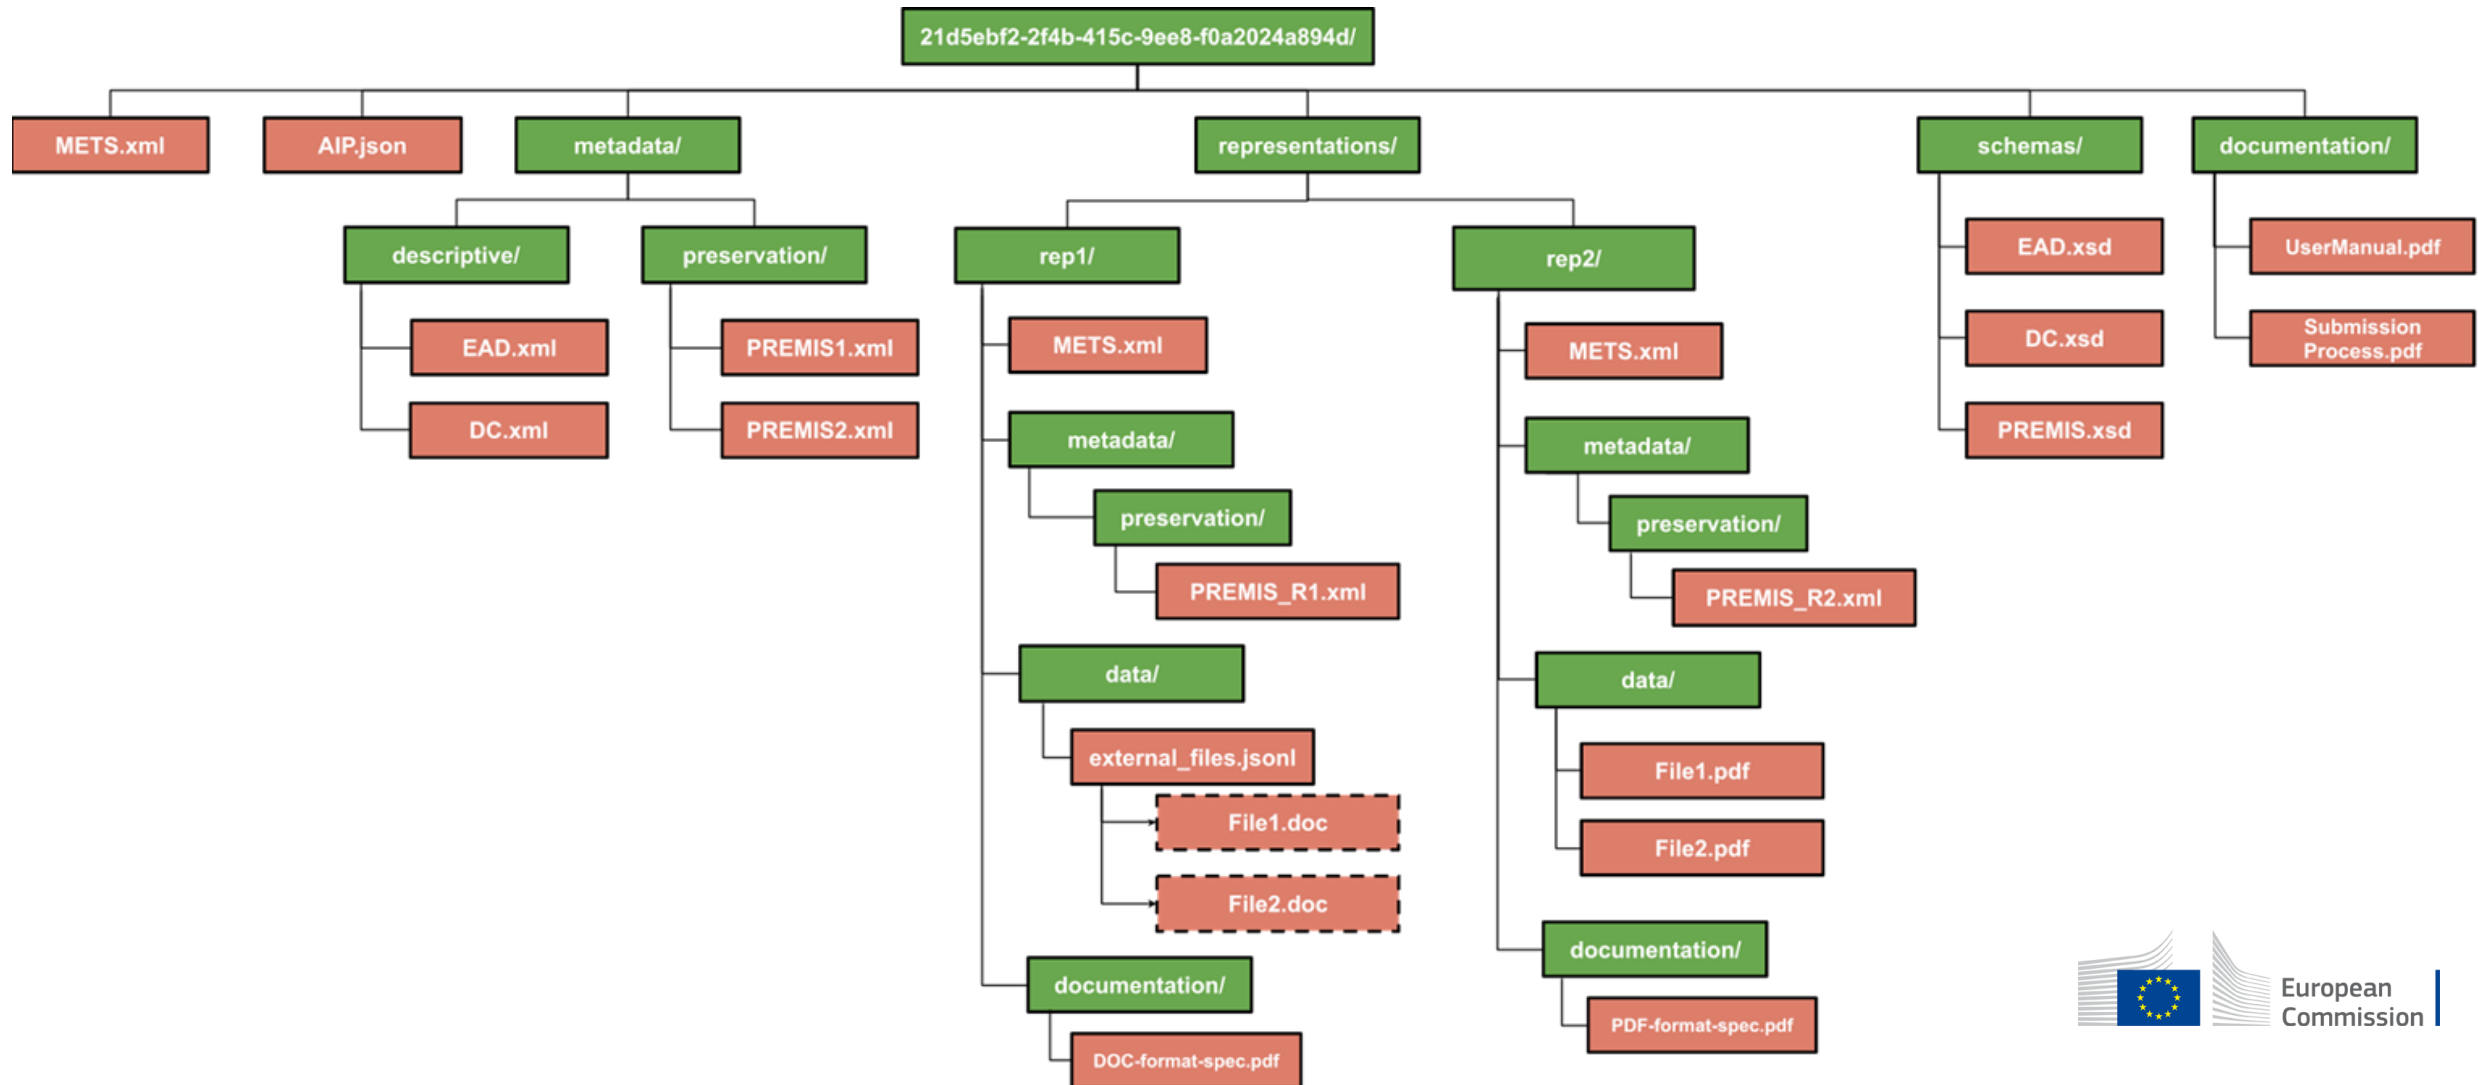 21d5ebf2-2f4b-415c-9ee8-f0a2024a894d/
METS.xml
AIP.json
metadata/
representations/
schemas/
documentation/
descriptive/
preservation/
rep1/
rep2/
EAD.xml
DC.xml
PREMIS1.xml
PREMIS2.xml
METS.xml
metadata/
preservation/
PREMIS_R1.xml
data/
external_files.jsonl
File1.doc
File2.doc
documentation/
DOC-format-spec.pdf
METS.xml
metadata/
preservation/
PREMIS_R2.xml
data/
File1.pdf
File2.pdf
documentation/
PDF-format-spec.pdf
EAD.xsd
DC.xsd
PREMIS.xsd
UserManual.pdf
Submission
Process.pdf
European
Commission